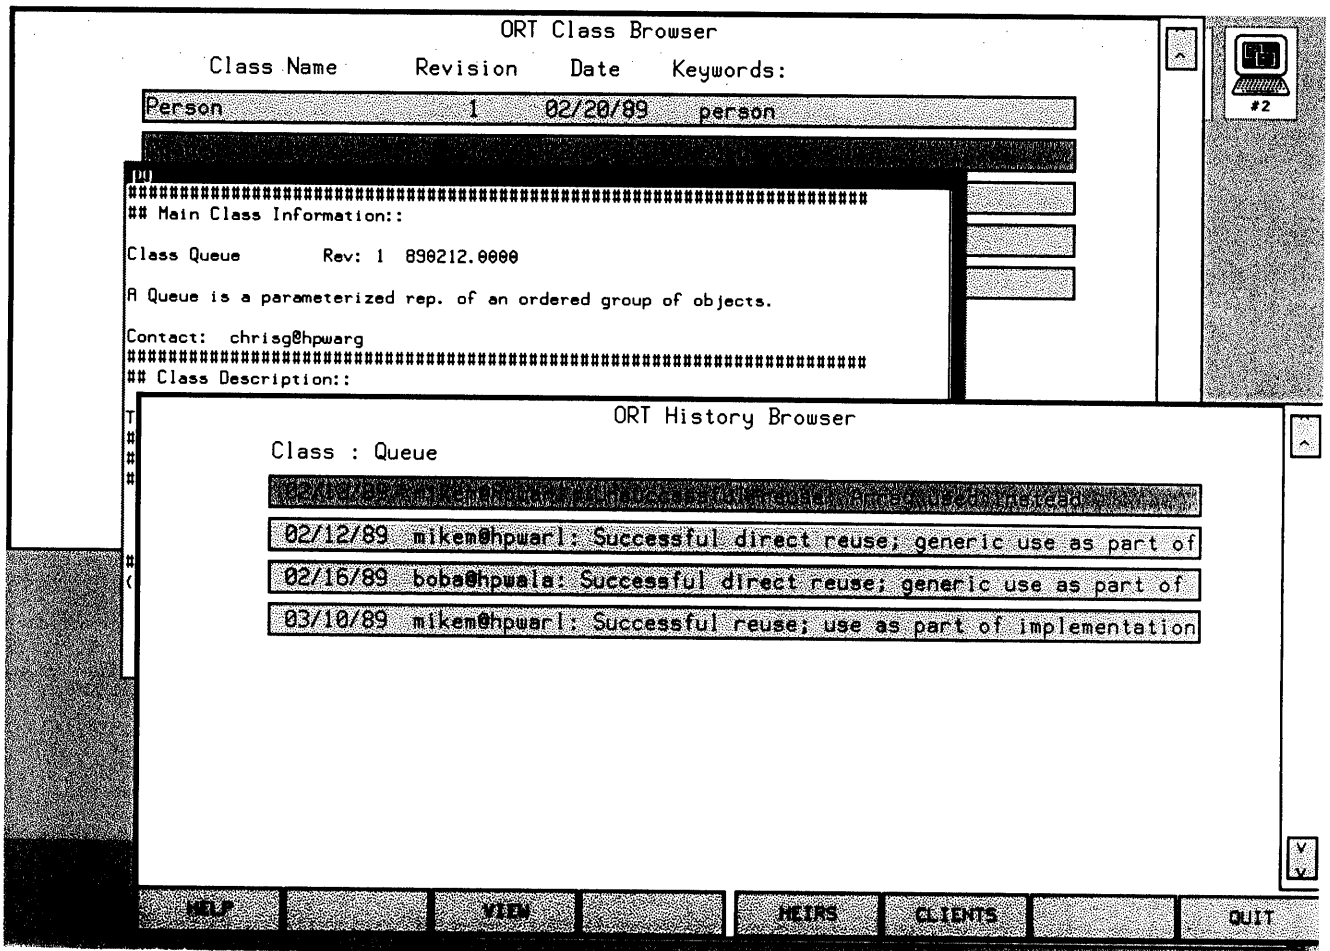 ORT Class Browser
Class Name Revision Date Keywords:
Person 1 02/20/89 person
#2
pg
#########################################################################
## Main Class Information::
Class Queue Rev: 1 890212.0000
A Queue is a parameterized rep. of an ordered group of objects.
Contact: chrisg@hpwarg
#########################################################################
## Class Description::
T
#
#
#
#
(
ORT History Browser
Class : Queue
Array used instead
02/12/89 mikem@hpwarl: Successful direct reuse; generic use as part of
02/16/89 boba@hpwala: Successful direct reuse; generic use as part of
03/10/89 mikem@hpwarl: Successful reuse; use as part of implementation
HELP VIEW HEIRS CLIENTS QUIT